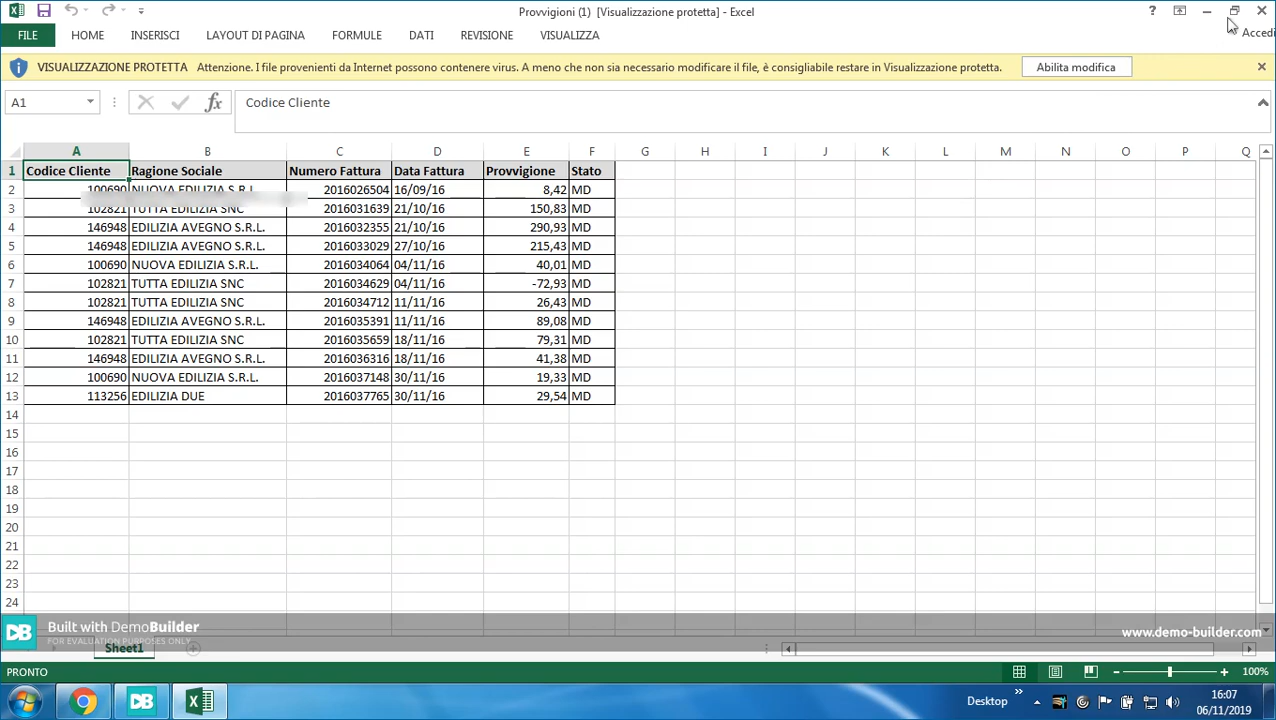 Provvigioni (1) [Visualizzazione protetta] - Excel
?
FILE HOME INSERISCI LAYOUT DI PAGINA FORMULE DATI REVISIONE VISUALIZZA Accedi
VISUALIZZAZIONE PROTETTA Attenzione. I file provenienti da Internet possono contenere virus. A meno che non sia necessario modificare il file, è consigliabile restare in Visualizzazione protetta. Abilita modifica
A1 fx Codice Cliente
A B C D E F G H I J K L M N O P Q
1 Codice Cliente Ragione Sociale Numero Fattura Data Fattura Provvigione Stato
2 100690 NUOVA EDILIZIA S.R.L. 2016026504 16/09/16 8,42 MD
3 102821 TUTTA EDILIZIA SNC 2016031639 21/10/16 150,83 MD
4 146948 EDILIZIA AVEGNO S.R.L. 2016032355 21/10/16 290,93 MD
5 146948 EDILIZIA AVEGNO S.R.L. 2016033029 27/10/16 215,43 MD
6 100690 NUOVA EDILIZIA S.R.L. 2016034064 04/11/16 40,01 MD
7 102821 TUTTA EDILIZIA SNC 2016034629 04/11/16 -72,93 MD
8 102821 TUTTA EDILIZIA SNC 2016034712 11/11/16 26,43 MD
9 146948 EDILIZIA AVEGNO S.R.L. 2016035391 11/11/16 89,08 MD
10 102821 TUTTA EDILIZIA SNC 2016035659 18/11/16 79,31 MD
11 146948 EDILIZIA AVEGNO S.R.L. 2016036316 18/11/16 41,38 MD
12 100690 NUOVA EDILIZIA S.R.L. 2016037148 30/11/16 19,33 MD
13 113256 EDILIZIA DUE 2016037765 30/11/16 29,54 MD
14
15
16
17
18
19
20
21
22
23
24
DB Built with DemoBuilder
FOR EVALUATION PURPOSES ONLY
www.demo-builder.com
Sheet1
PRONTO 100%
DB Desktop 16:07
06/11/2019